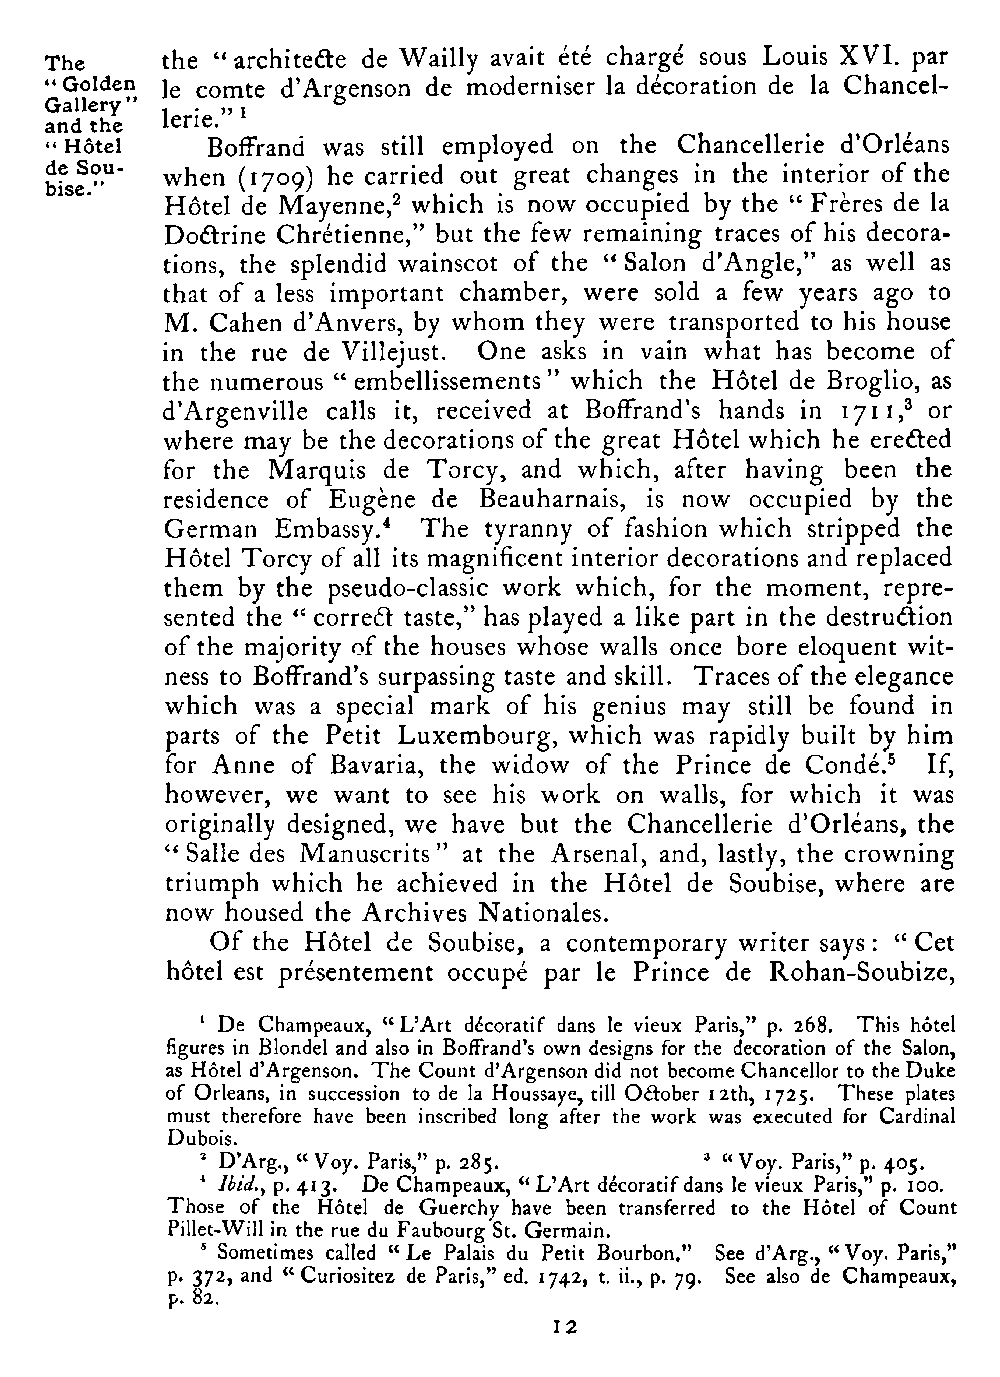 The
“ Golden
Gallery”
and the
“ Hôtel
de Sou-
bise.”
the “ architecte de Wailly avait été chargé sous Louis XVI. par
le comte d’Argenson de moderniser la décoration de la Chancel-
lerie.” ¹
Boffrand was still employed on the Chancellerie d’Orléans
when (1709) he carried out great changes in the interior of the
Hôtel de Mayenne,² which is now occupied by the “ Frères de la
Doctrine Chrétienne,” but the few remaining traces of his decora-
tions, the splendid wainscot of the “ Salon d’Angle,” as well as
that of a less important chamber, were sold a few years ago to
M. Cahen d’Anvers, by whom they were transported to his house
in the rue de Villejust. One asks in vain what has become of
the numerous “ embellissements ” which the Hôtel de Broglio, as
d’Argenville calls it, received at Boffrand’s hands in 1711,³ or
where may be the decorations of the great Hôtel which he erected
for the Marquis de Torcy, and which, after having been the
residence of Eugène de Beauharnais, is now occupied by the
German Embassy.⁴ The tyranny of fashion which stripped the
Hôtel Torcy of all its magnificent interior decorations and replaced
them by the pseudo-classic work which, for the moment, repre-
sented the “ correct taste,” has played a like part in the destruction
of the majority of the houses whose walls once bore eloquent wit-
ness to Boffrand’s surpassing taste and skill. Traces of the elegance
which was a special mark of his genius may still be found in
parts of the Petit Luxembourg, which was rapidly built by him
for Anne of Bavaria, the widow of the Prince de Condé.⁵ If,
however, we want to see his work on walls, for which it was
originally designed, we have but the Chancellerie d’Orléans, the
“ Salle des Manuscrits ” at the Arsenal, and, lastly, the crowning
triumph which he achieved in the Hôtel de Soubise, where are
now housed the Archives Nationales.
Of the Hôtel de Soubise, a contemporary writer says : “ Cet
hôtel est présentement occupé par le Prince de Rohan-Soubize,
¹ De Champeaux, “ L’Art décoratif dans le vieux Paris,” p. 268. This hôtel
figures in Blondel and also in Boffrand’s own designs for the decoration of the Salon,
as Hôtel d’Argenson. The Count d’Argenson did not become Chancellor to the Duke
of Orleans, in succession to de la Houssaye, till October 12th, 1725. These plates
must therefore have been inscribed long after the work was executed for Cardinal
Dubois.
² D’Arg., “ Voy. Paris,” p. 285. ³ “ Voy. Paris,” p. 405.
⁴ Ibid., p. 413. De Champeaux, “ L’Art décoratif dans le vieux Paris,” p. 100.
Those of the Hôtel de Guerchy have been transferred to the Hôtel of Count
Pillet-Will in the rue du Faubourg St. Germain.
⁵ Sometimes called “ Le Palais du Petit Bourbon.” See d’Arg., “ Voy. Paris,”
p. 372, and “ Curiositez de Paris,” ed. 1742, t. ii., p. 79. See also de Champeaux,
p. 82.
12